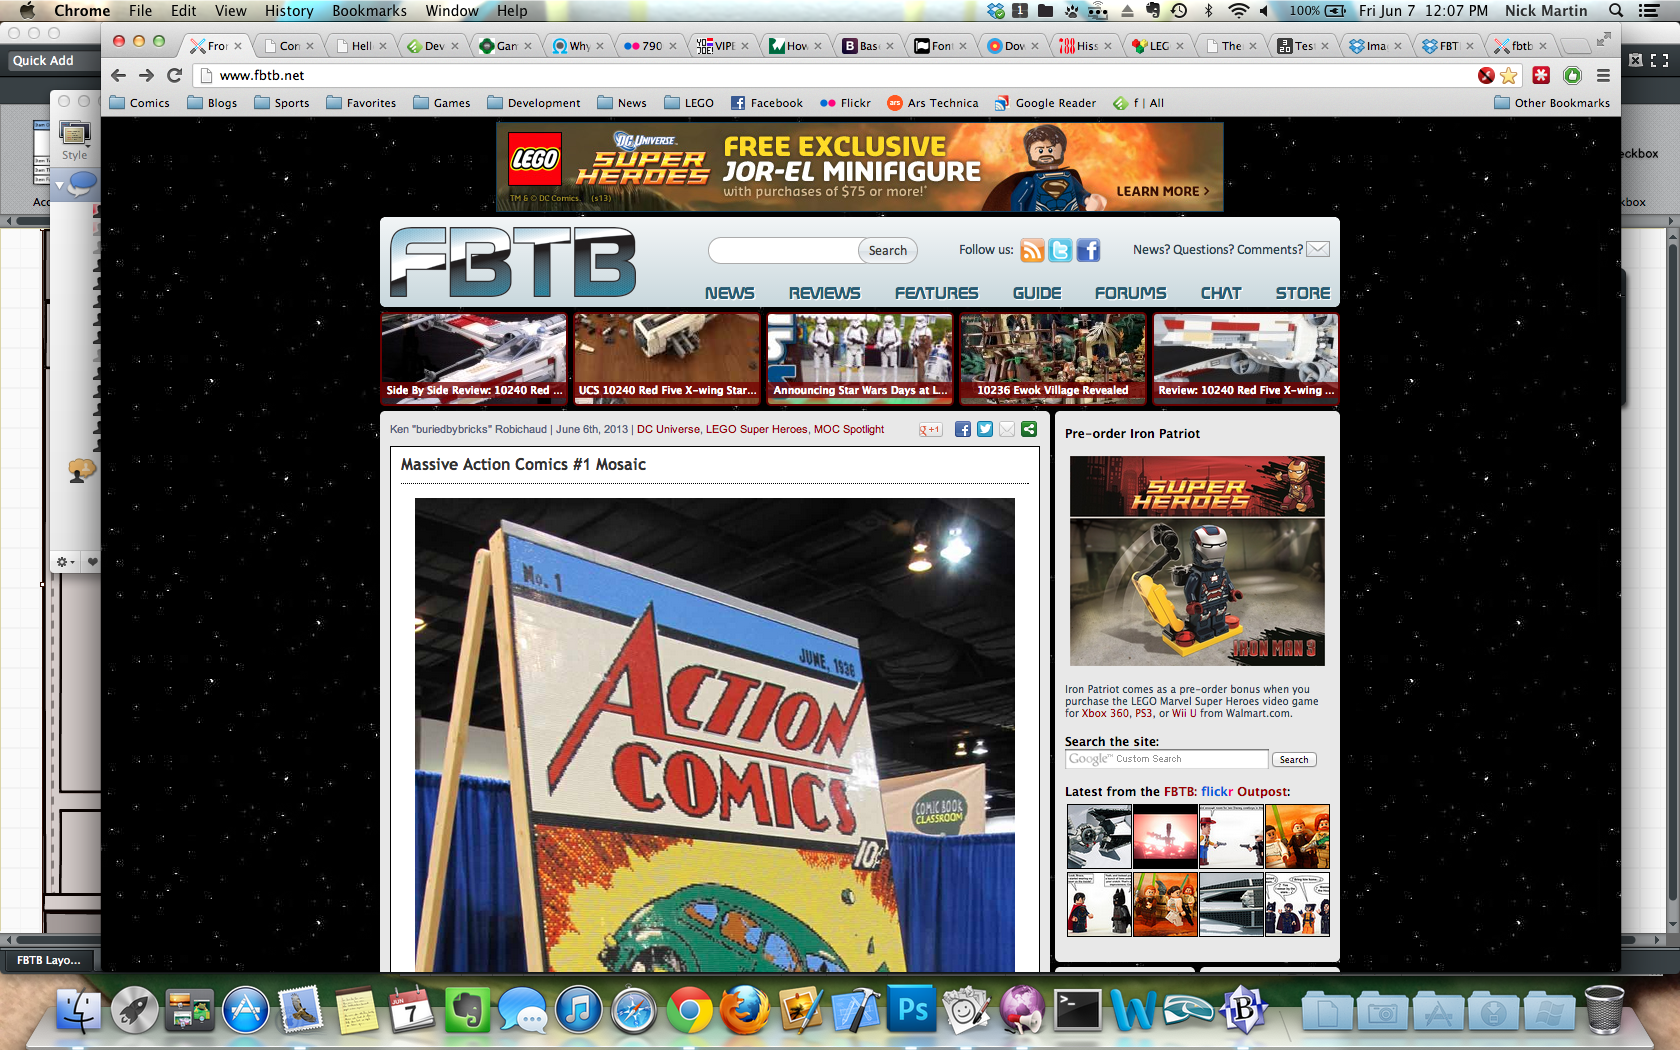 Chrome File Edit View History Bookmarks Window Help
1 100% Fri Jun 7 12:07 PM Nick Martin
Quick Add
Fro Cor Hell Dev Gan Why 790 VIPE How Base Font Dov Hiss LEG The Tes Ima FBT fbtb
www.fbtb.net
Comics Blogs Sports Favorites Games Development News LEGO Facebook Flickr Ars Technica Google Reader f | All Other Bookmarks
Style
LEGO
DC UNIVERSE
SUPER HEROES
TM & © DC Comics. (s13)
FREE EXCLUSIVE
JOR-EL MINIFIGURE
with purchases of $75 or more!*
LEARN MORE >
FBTB
Search
Follow us:
News? Questions? Comments?
NEWS REVIEWS FEATURES GUIDE FORUMS CHAT STORE
Side By Side Review: 10240 Red ...
UCS 10240 Red Five X-wing Star...
Announcing Star Wars Days at L...
10236 Ewok Village Revealed
Review: 10240 Red Five X-wing ...
Ken "buriedbybricks" Robichaud | June 6th, 2013 | DC Universe, LEGO Super Heroes, MOC Spotlight
+1
Massive Action Comics #1 Mosaic
No. 1
JUNE, 1938
ACTION
COMICS
10¢
COMIC BOOK
CLASSROOM
Pre-order Iron Patriot
SUPER
HEROES
IRON MAN 3
Iron Patriot comes as a pre-order bonus when you
purchase the LEGO Marvel Super Heroes video game
for Xbox 360, PS3, or Wii U from Walmart.com.
Search the site:
Google™ Custom Search
Search
Latest from the FBTB: flickr Outpost:
FBTB Layo...
JUN
7
Ps
W
B